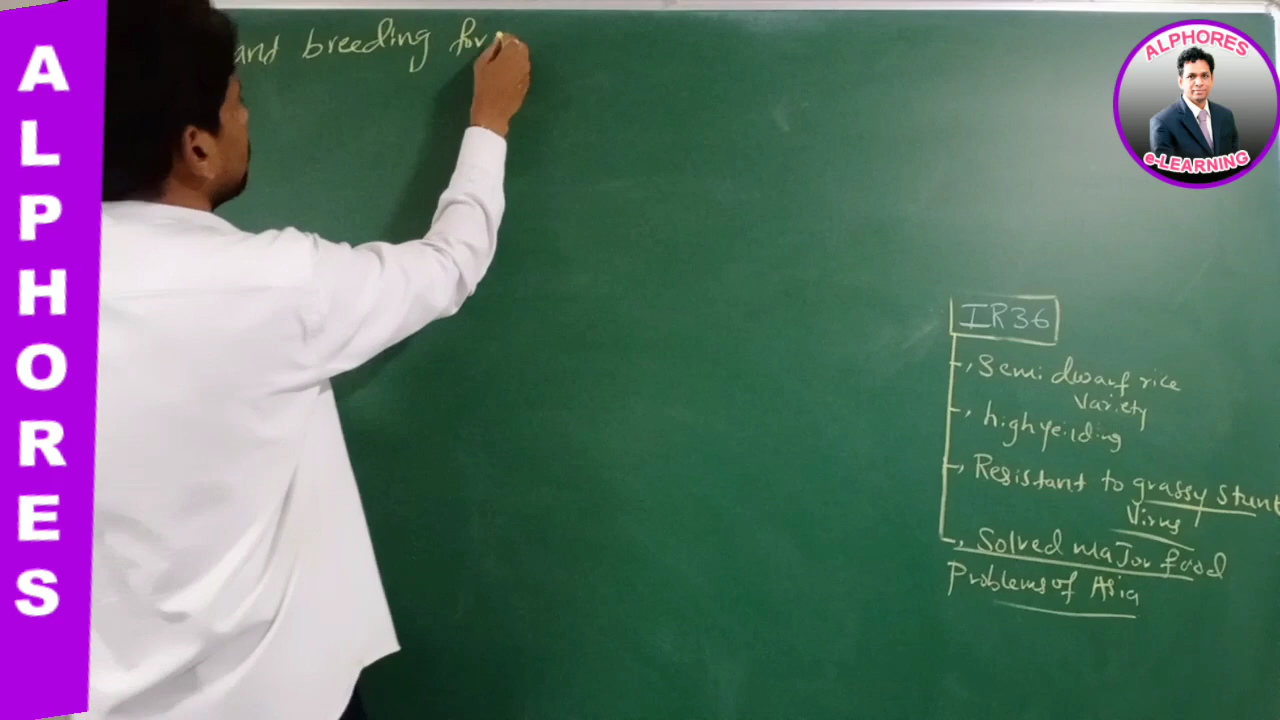 ALPHORES
and breeding for
ALPHORES
e-LEARNING
IR36
, Semi dwarf rice
Variety
, high yeilding
, Resistant to grassy stunt
Virus
, Solved major food
Problems of Asia